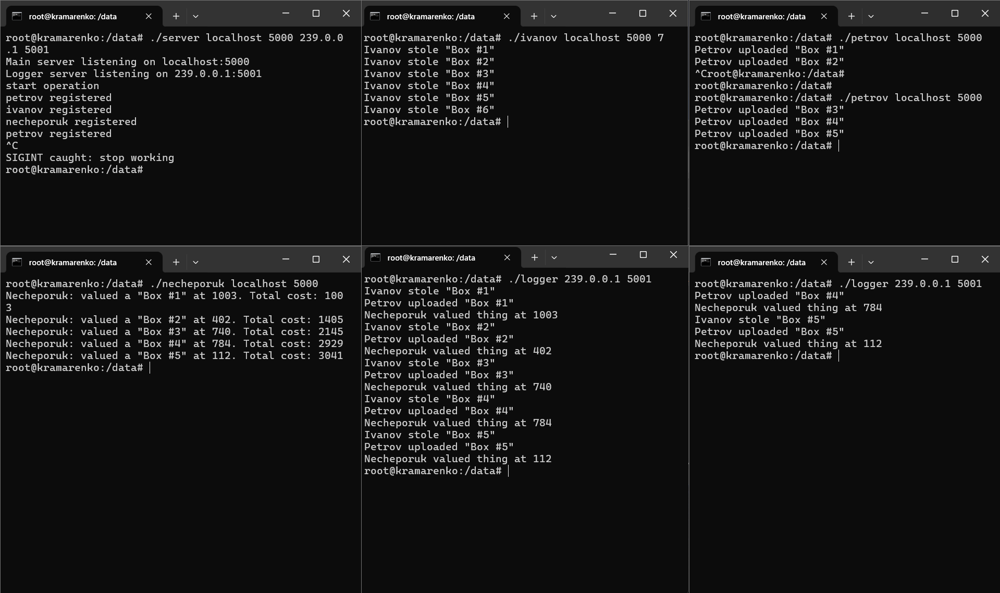 root@kramarenko: /data
root@kramarenko:/data# ./server localhost 5000 239.0.0
.1 5001
Main server listening on localhost:5000
Logger server listening on 239.0.0.1:5001
start operation
petrov registered
ivanov registered
necheporuk registered
petrov registered
^C
SIGINT caught: stop working
root@kramarenko:/data#
root@kramarenko: /data
root@kramarenko:/data# ./ivanov localhost 5000 7
Ivanov stole "Box #1"
Ivanov stole "Box #2"
Ivanov stole "Box #3"
Ivanov stole "Box #4"
Ivanov stole "Box #5"
Ivanov stole "Box #6"
root@kramarenko:/data#
root@kramarenko: /data
root@kramarenko:/data# ./petrov localhost 5000
Petrov uploaded "Box #1"
Petrov uploaded "Box #2"
^Croot@kramarenko:/data#
root@kramarenko:/data#
root@kramarenko:/data# ./petrov localhost 5000
Petrov uploaded "Box #3"
Petrov uploaded "Box #4"
Petrov uploaded "Box #5"
root@kramarenko:/data#
root@kramarenko: /data
root@kramarenko:/data# ./necheporuk localhost 5000
Necheporuk: valued a "Box #1" at 1003. Total cost: 100
3
Necheporuk: valued a "Box #2" at 402. Total cost: 1405
Necheporuk: valued a "Box #3" at 740. Total cost: 2145
Necheporuk: valued a "Box #4" at 784. Total cost: 2929
Necheporuk: valued a "Box #5" at 112. Total cost: 3041
root@kramarenko:/data#
root@kramarenko: /data
root@kramarenko:/data# ./logger 239.0.0.1 5001
Ivanov stole "Box #1"
Petrov uploaded "Box #1"
Necheporuk valued thing at 1003
Ivanov stole "Box #2"
Petrov uploaded "Box #2"
Necheporuk valued thing at 402
Ivanov stole "Box #3"
Petrov uploaded "Box #3"
Necheporuk valued thing at 740
Ivanov stole "Box #4"
Petrov uploaded "Box #4"
Necheporuk valued thing at 784
Ivanov stole "Box #5"
Petrov uploaded "Box #5"
Necheporuk valued thing at 112
root@kramarenko:/data#
root@kramarenko: /data
root@kramarenko:/data# ./logger 239.0.0.1 5001
Petrov uploaded "Box #4"
Necheporuk valued thing at 784
Ivanov stole "Box #5"
Petrov uploaded "Box #5"
Necheporuk valued thing at 112
root@kramarenko:/data#